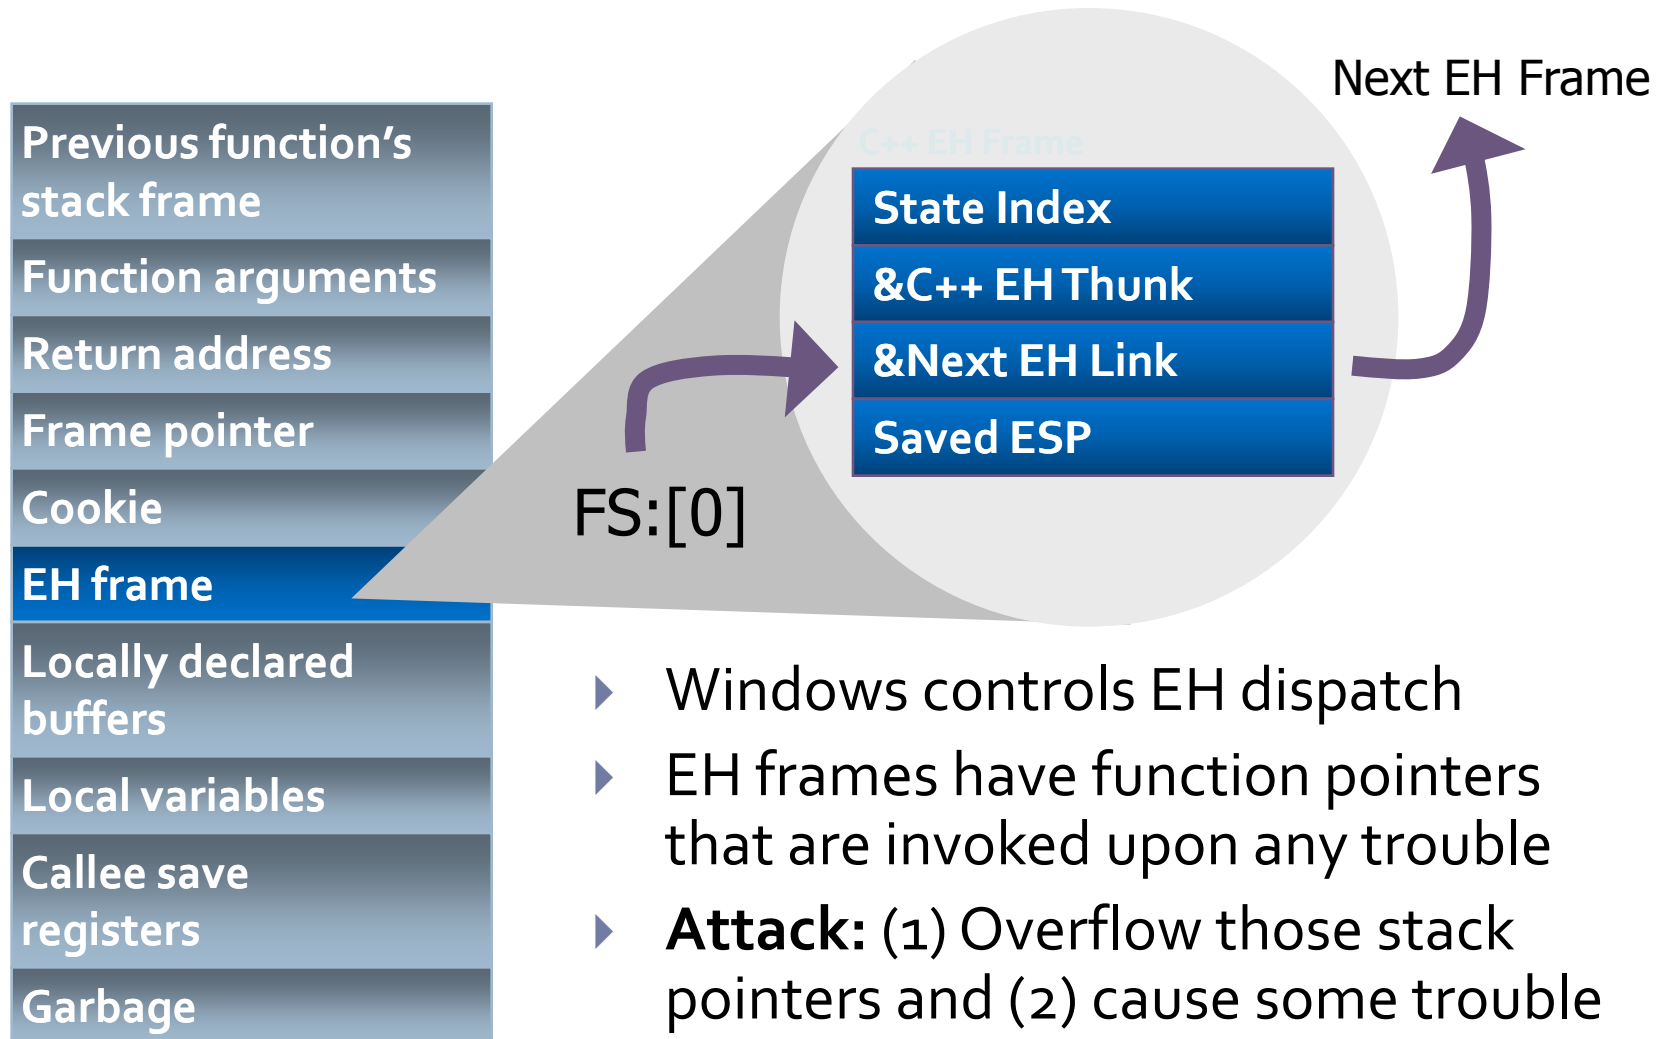 Previous function's
stack frame
Function arguments
Return address
Frame pointer
Cookie
EH frame
Locally declared
buffers
Local variables
Callee save
registers
Garbage
Next EH Frame
C++ EH Frame
State Index
&C++ EH Thunk
&Next EH Link
Saved ESP
FS:[0]
Windows controls EH dispatch
EH frames have function pointers
that are invoked upon any trouble
Attack: (1) Overflow those stack
pointers and (2) cause some trouble